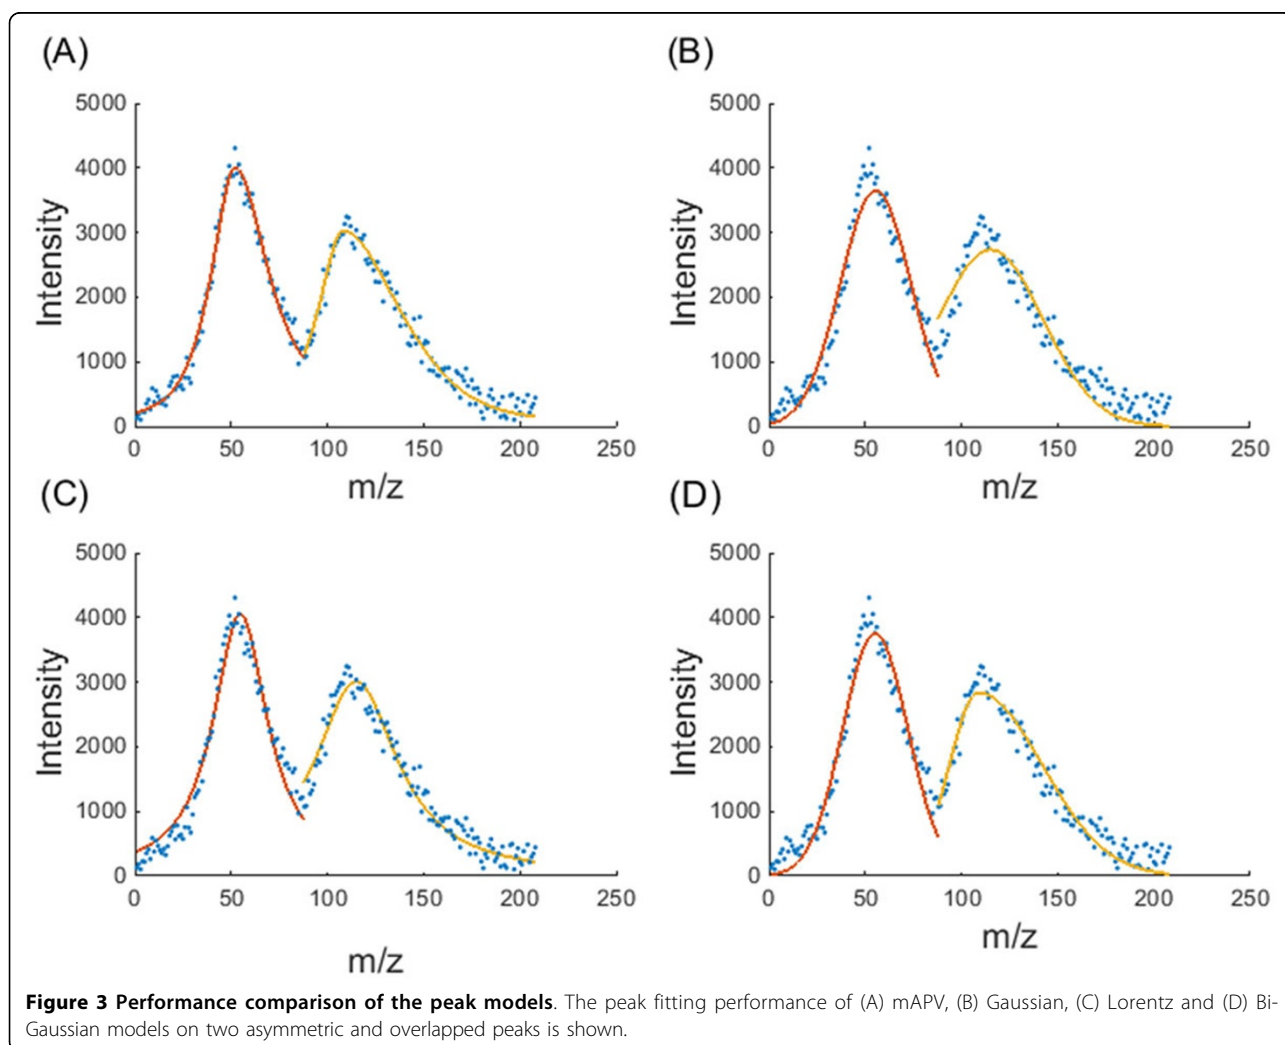 (A)
5000
4000
3000
2000
1000
0
Intensity
0 50 100 150 200 250
m/z
(B)
5000
4000
3000
2000
1000
0
Intensity
0 50 100 150 200 250
m/z
(C)
5000
4000
3000
2000
1000
0
Intensity
0 50 100 150 200 250
m/z
(D)
5000
4000
3000
2000
1000
0
Intensity
0 50 100 150 200 250
m/z
Figure 3 Performance comparison of the peak models. The peak fitting performance of (A) mAPV, (B) Gaussian, (C) Lorentz and (D) Bi-
Gaussian models on two asymmetric and overlapped peaks is shown.